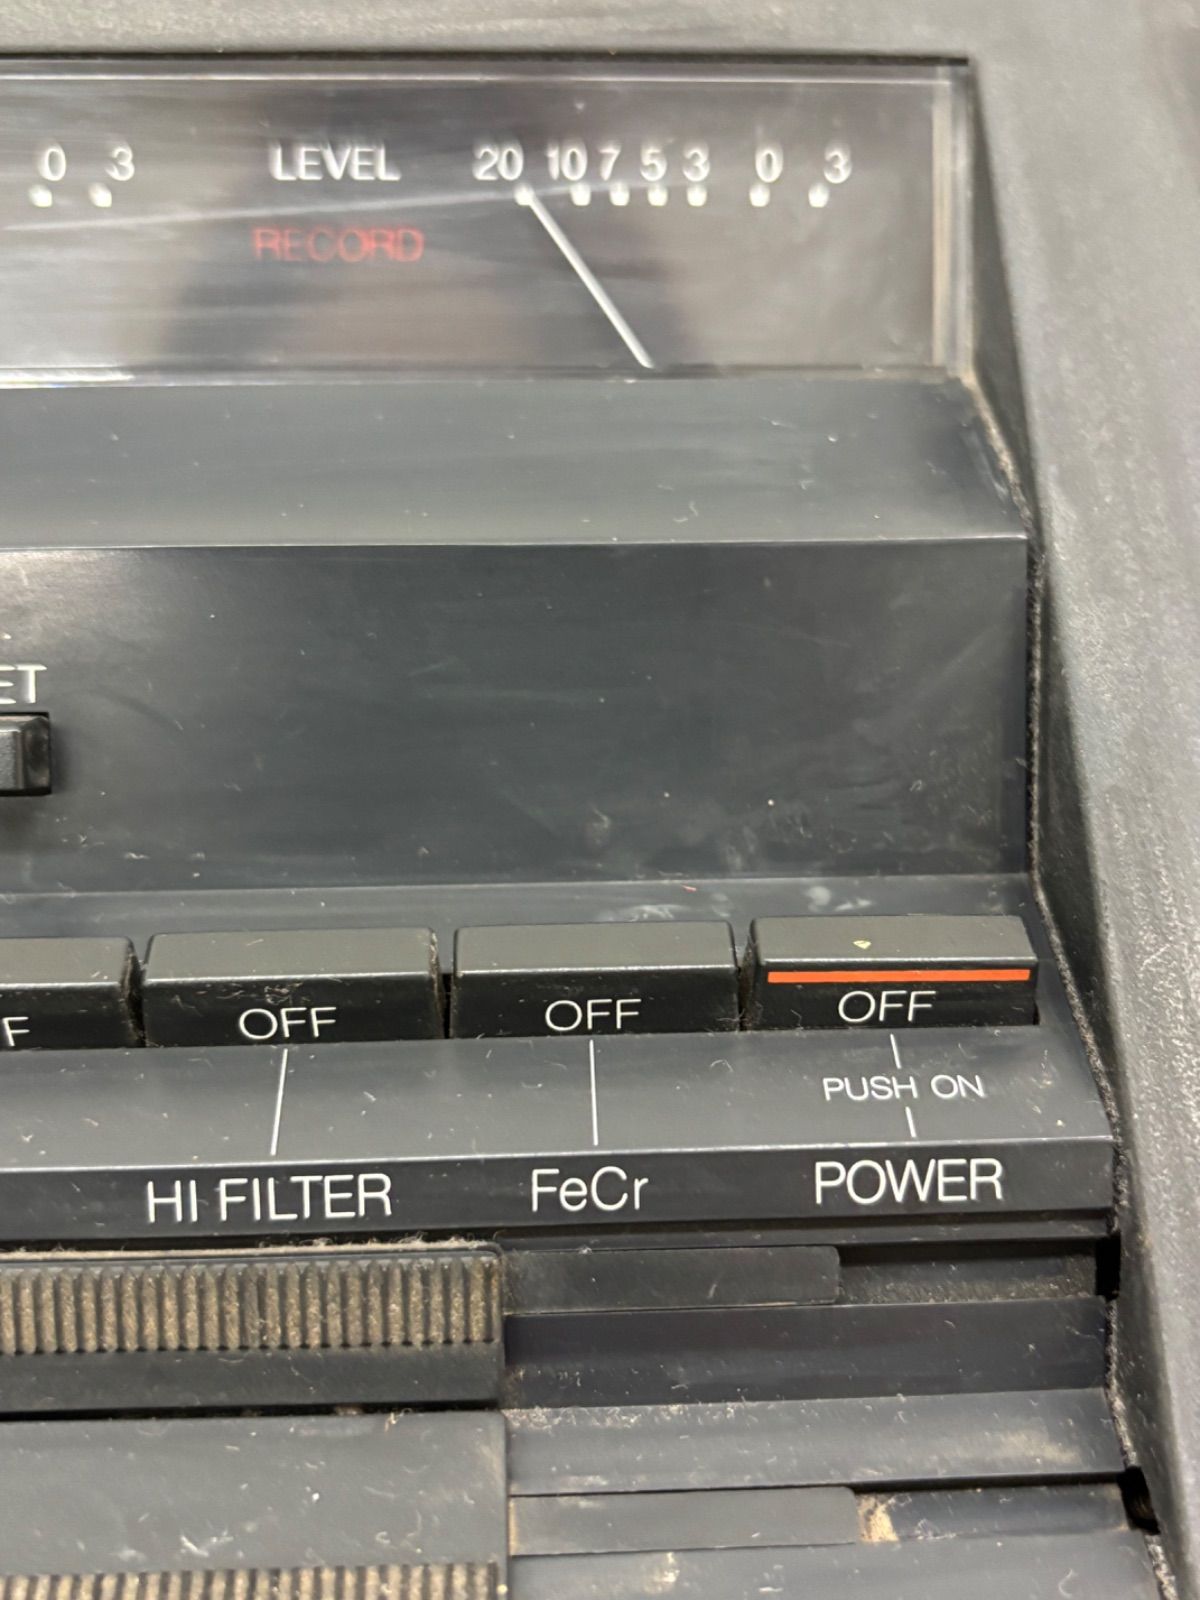 0 3 LEVEL 20 10 7 5 3 0 3
RECORD
ET
F OFF OFF OFF
PUSH ON
HI FILTER FeCr POWER